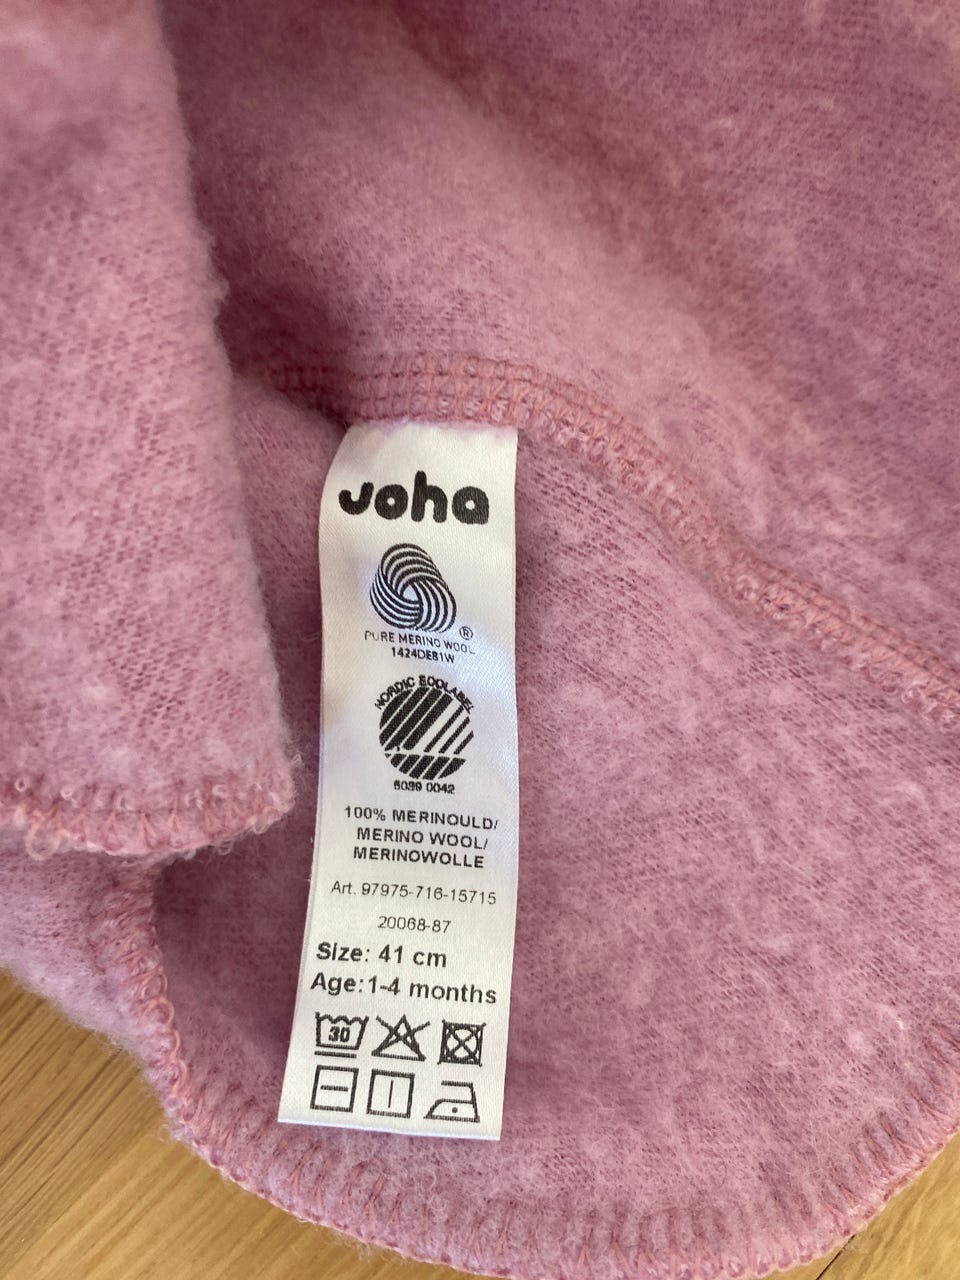 joha
®
PURE MERINO WOOL
1424DE81W
NORDIC ECOLABEL
5039 0042
100% MERINOULD/
MERINO WOOL/
MERINOWOLLE
Art. 97975-716-15715
20068-87
Size: 41 cm
Age:1-4 months
30